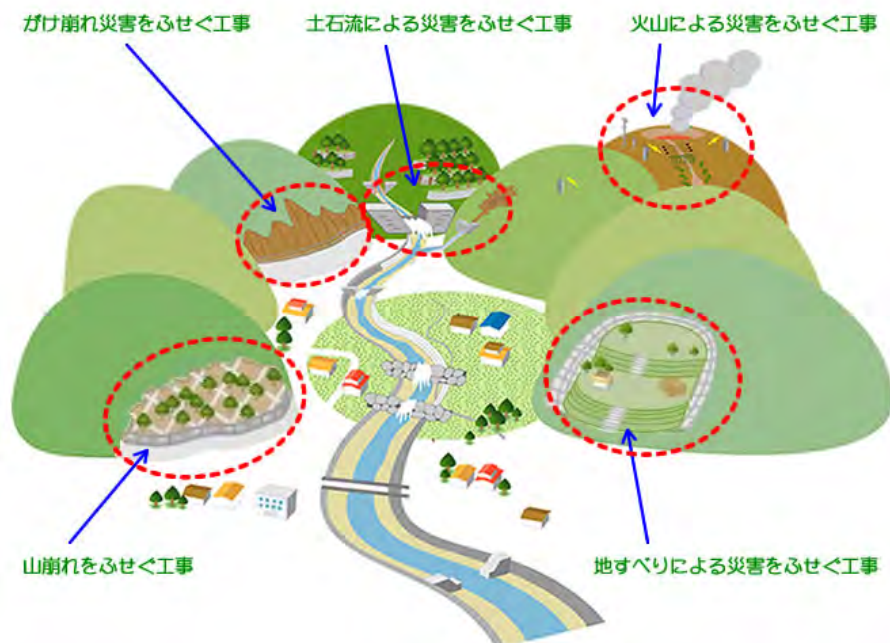 がけ崩れ災害をふせぐ工事
土石流による災害をふせぐ工事
火山による災害をふせぐ工事
山崩れをふせぐ工事
地すべりによる災害をふせぐ工事